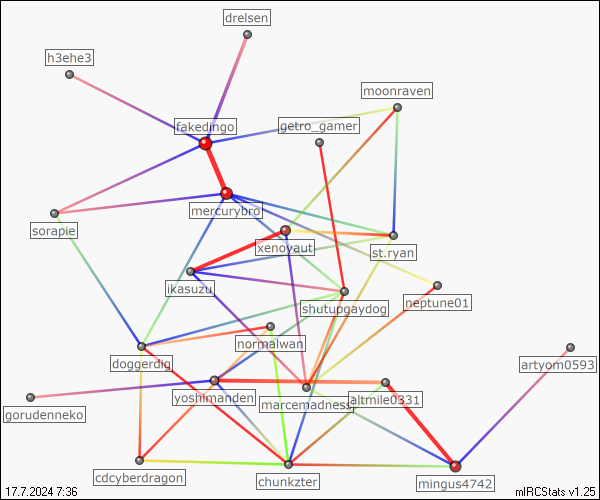 drelsen
h3ehe3
moonraven
fakedingo
getro_gamer
mercurybro
sorapie
xenoyaut
st.ryan
ikasuzu
shutupgaydog
neptune01
normalwan
doggerdig
artyom0593
yoshimanden
marcemadness
altmile0331
gorudenneko
cdcyberdragon
chunkzter
mingus4742
17.7.2024 7:36
mIRCStats v1.25